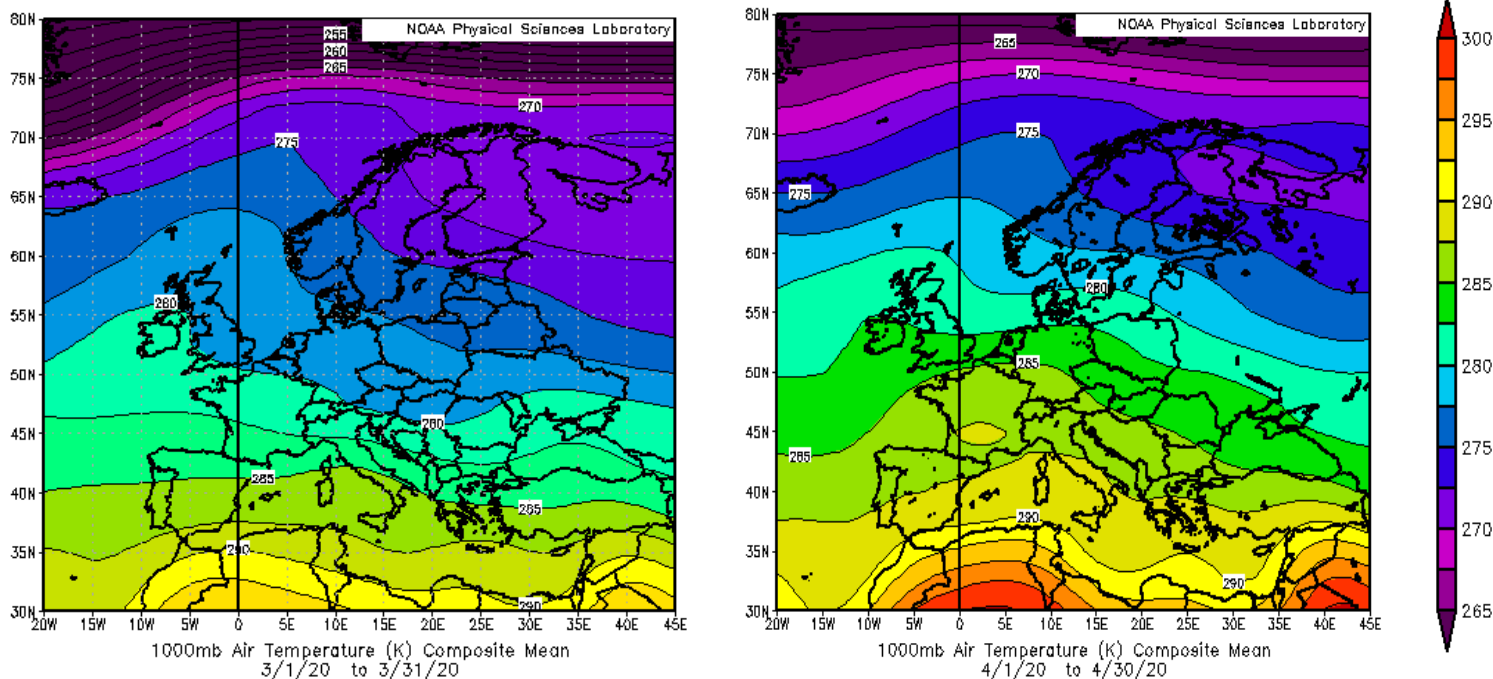 80N
75N
70N
65N
60N
55N
50N
45N
40N
35N
30N
NOAA Physical Sciences Laboratory
255
260
265
270
275
260
260
265
285
290
290
20W 15W 10W 5W 0 5E 10E 15E 20E 25E 30E 35E 40E 45E
1000mb Air Temperature (K) Composite Mean
3/1/20 to 3/31/20
80N
75N
70N
65N
60N
55N
50N
45N
40N
35N
30N
NOAA Physical Sciences Laboratory
265
270
275
275
280
285
285
290
290
20W 15W 10W 5W 0 5E 10E 15E 20E 25E 30E 35E 40E 45E
1000mb Air Temperature (K) Composite Mean
4/1/20 to 4/30/20
300
295
290
285
280
275
270
265